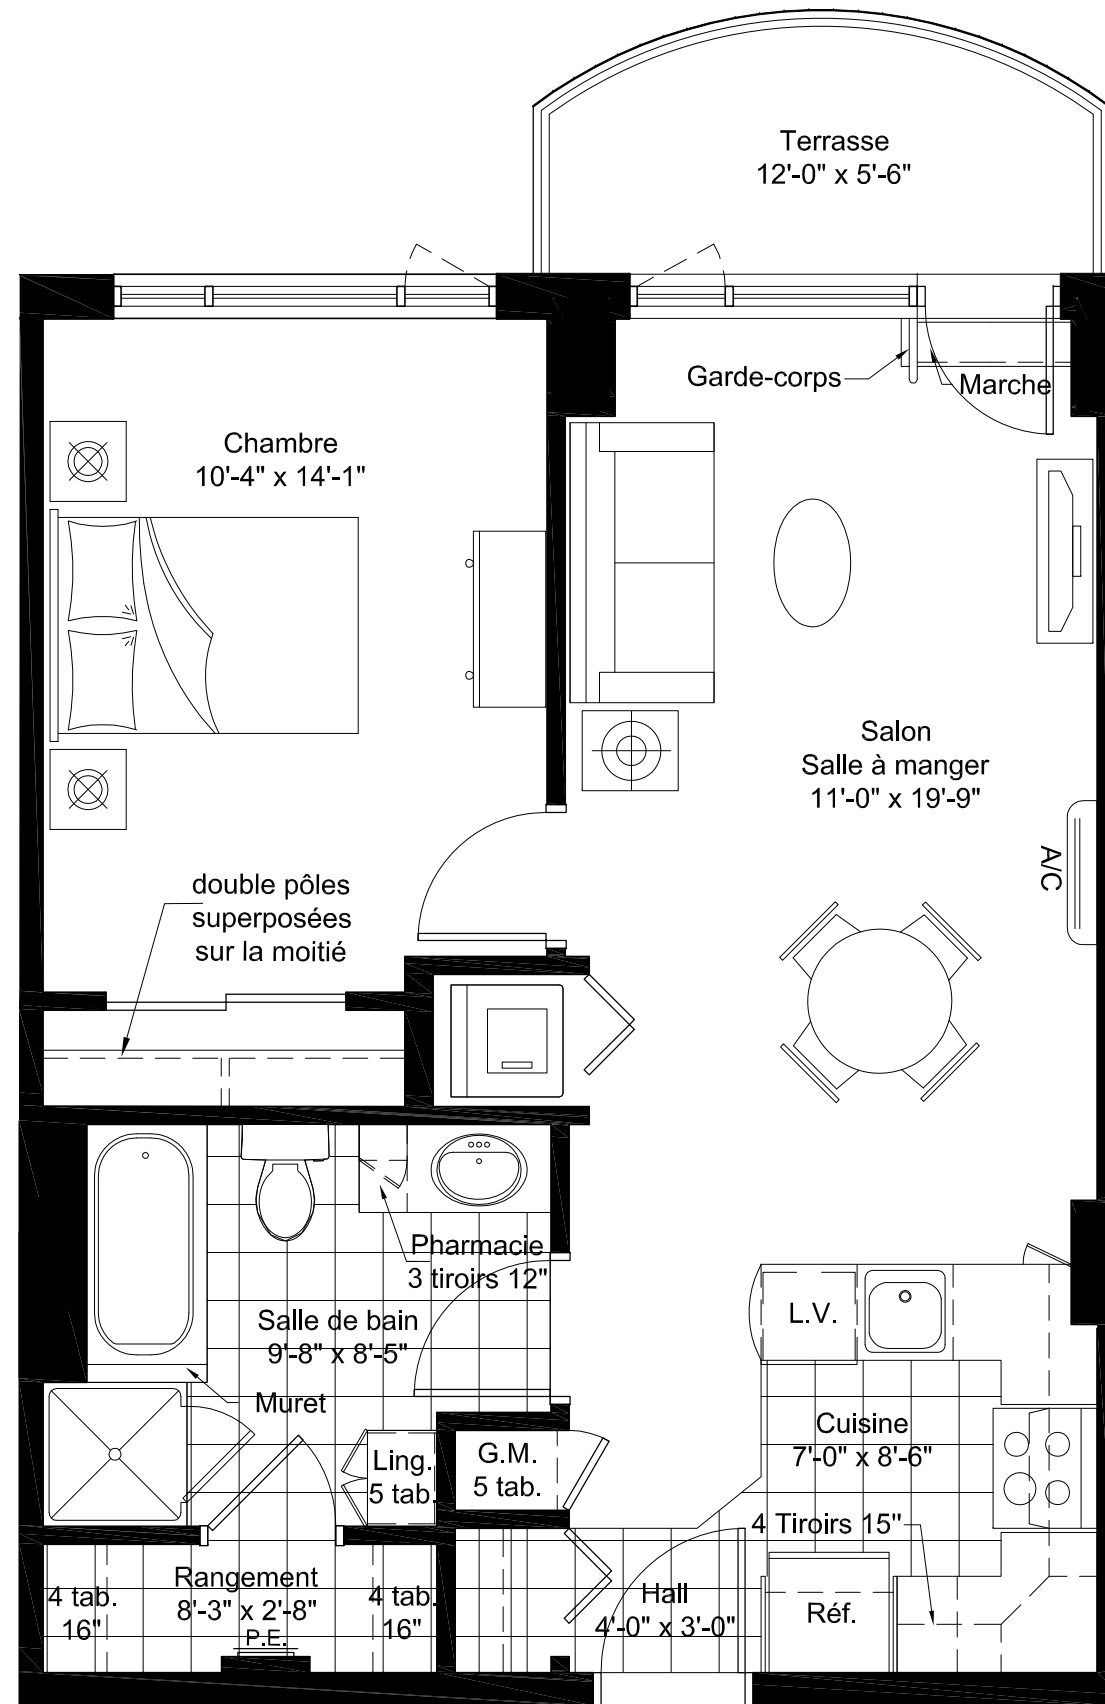 Terrasse
12'-0" x 5'-6"
Garde-corps
Marche
Chambre
10'-4" x 14'-1"
Salon
Salle à manger
11'-0" x 19'-9"
A/C
double pôles
superposées
sur la moitié
Pharmacie
3 tiroirs 12"
Salle de bain
9'-8" x 8'-5"
Muret
L.V.
Cuisine
7'-0" x 8'-6"
Ling.
5 tab.
G.M.
5 tab.
4 Tiroirs 15"
Rangement
8'-3" x 2'-8"
P.E.
4 tab.
16"
4 tab.
16"
Hall
4'-0" x 3'-0"
Réf.